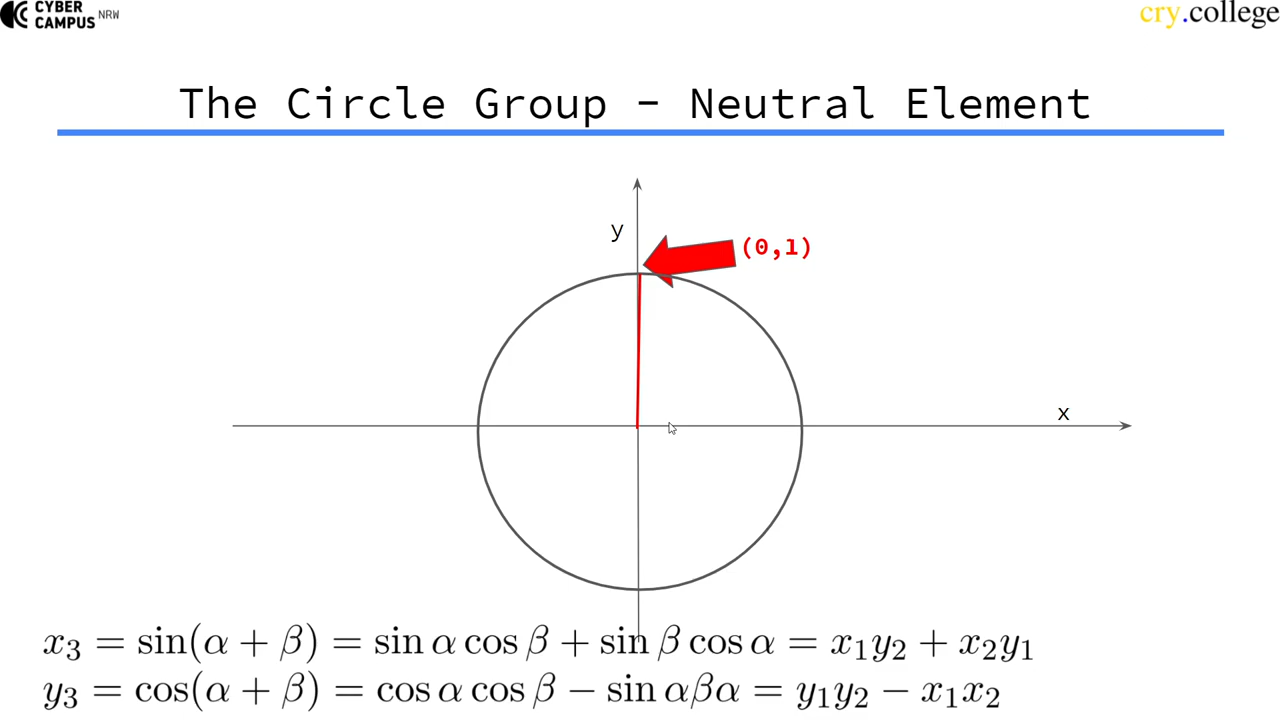 CYBER
CAMPUS NRW
cry.college
The Circle Group - Neutral Element
y
(0,1)
x
x₃ = sin(α + β) = sin α cos β + sin β cos α = x₁y₂ + x₂y₁
y₃ = cos(α + β) = cos α cos β − sin αβα = y₁y₂ − x₁x₂